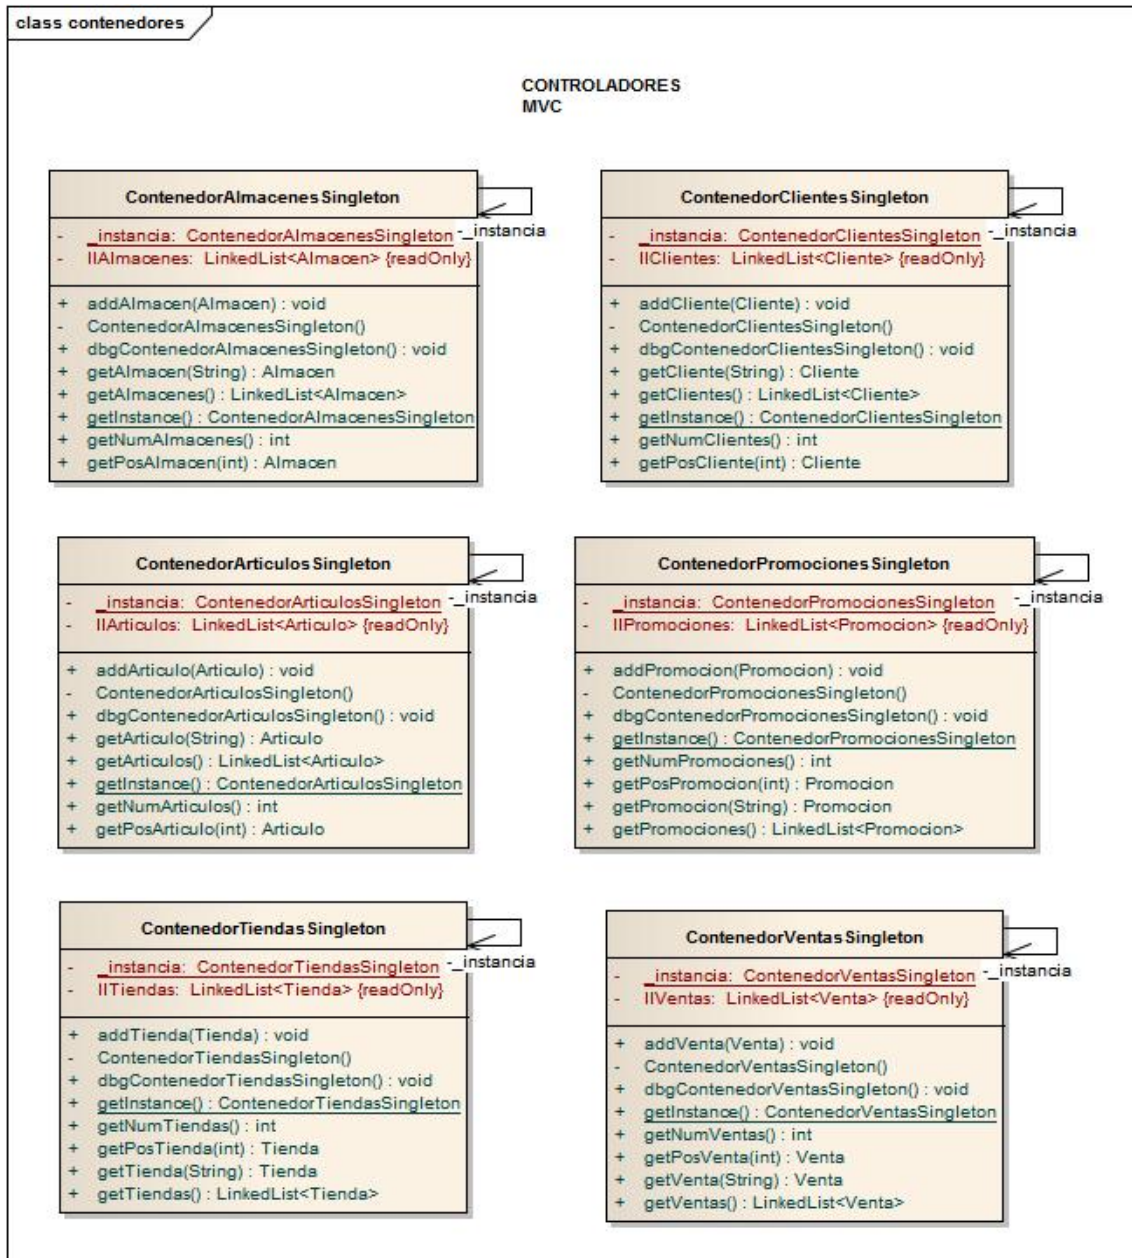 class contenedores
CONTROLADORES
MVC
ContenedorAlmacenesSingleton
- _instancia: ContenedorAlmacenesSingleton
- llAlmacenes: LinkedList<Almacen> {readOnly}
+ addAlmacen(Almacen) : void
- ContenedorAlmacenesSingleton()
+ dbgContenedorAlmacenesSingleton() : void
+ getAlmacen(String) : Almacen
+ getAlmacenes() : LinkedList<Almacen>
+ getInstance() : ContenedorAlmacenesSingleton
+ getNumAlmacenes() : int
+ getPosAlmacen(int) : Almacen
-_instancia
ContenedorClientesSingleton
- _instancia: ContenedorClientesSingleton
- llClientes: LinkedList<Cliente> {readOnly}
+ addCliente(Cliente) : void
- ContenedorClientesSingleton()
+ dbgContenedorClientesSingleton() : void
+ getCliente(String) : Cliente
+ getClientes() : LinkedList<Cliente>
+ getInstance() : ContenedorClientesSingleton
+ getNumClientes() : int
+ getPosCliente(int) : Cliente
-_instancia
ContenedorArticulosSingleton
- _instancia: ContenedorArticulosSingleton
- llArticulos: LinkedList<Articulo> {readOnly}
+ addArticulo(Articulo) : void
- ContenedorArticulosSingleton()
+ dbgContenedorArticulosSingleton() : void
+ getArticulo(String) : Articulo
+ getArticulos() : LinkedList<Articulo>
+ getInstance() : ContenedorArticulosSingleton
+ getNumArticulos() : int
+ getPosArticulo(int) : Articulo
-_instancia
ContenedorPromocionesSingleton
- _instancia: ContenedorPromocionesSingleton
- llPromociones: LinkedList<Promocion> {readOnly}
+ addPromocion(Promocion) : void
- ContenedorPromocionesSingleton()
+ dbgContenedorPromocionesSingleton() : void
+ getInstance() : ContenedorPromocionesSingleton
+ getNumPromociones() : int
+ getPosPromocion(int) : Promocion
+ getPromocion(String) : Promocion
+ getPromociones() : LinkedList<Promocion>
-_instancia
ContenedorTiendasSingleton
- _instancia: ContenedorTiendasSingleton
- llTiendas: LinkedList<Tienda> {readOnly}
+ addTienda(Tienda) : void
- ContenedorTiendasSingleton()
+ dbgContenedorTiendasSingleton() : void
+ getInstance() : ContenedorTiendasSingleton
+ getNumTiendas() : int
+ getPosTienda(int) : Tienda
+ getTienda(String) : Tienda
+ getTiendas() : LinkedList<Tienda>
-_instancia
ContenedorVentasSingleton
- _instancia: ContenedorVentasSingleton
- llVentas: LinkedList<Venta> {readOnly}
+ addVenta(Venta) : void
- ContenedorVentasSingleton()
+ dbgContenedorVentasSingleton() : void
+ getInstance() : ContenedorVentasSingleton
+ getNumVentas() : int
+ getPosVenta(int) : Venta
+ getVenta(String) : Venta
+ getVentas() : LinkedList<Venta>
-_instancia